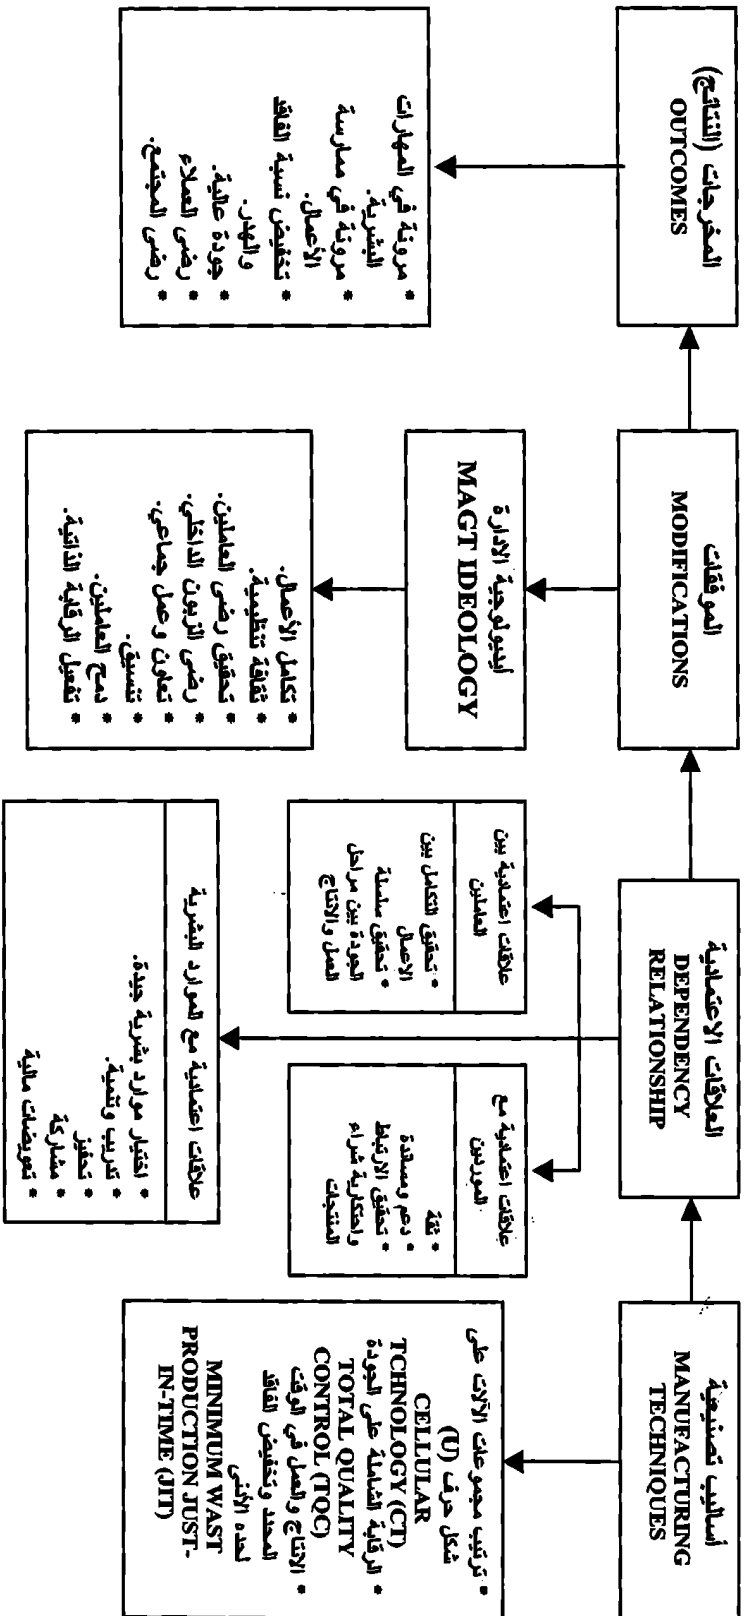 أساليب تصنيعية
MANUFACTURING
TECHNIQUES
العلاقات الاعتمادية
DEPENDENCY
RELATIONSHIP
الموفقات
MODIFICATIONS
المخرجات (النتائج)
OUTCOMES
* ترتيب مجموعات الآلات على
شكل حرف (U)
CELLULAR
TCHNOLOGY (CT)
* الرقابة الشاملة على الجودة
TOTAL QUALITY
CONTROL (TQC)
* الانتاج والعمل في الوقت
المحدد وتخفيض الفاقد
لحده الأدنى
MINIMUM WAST
PRODUCTION JUST-
IN-TIME (JIT)
علاقات اعتمادية مع
الموردين
* ثقة
* دعم ومساندة
* تحقيق الارتباط
واحتكارية شراء
المنتجات
علاقات اعتمادية بين
العاملين
* تحقيق التكامل بين
الاعمال
* تحقيق سلسلة
الجودة بين مراحل
العمل والانتاج
علاقات اعتمادية مع الموارد البشرية
* اختيار موارد بشرية جيدة.
* تدريب وتنمية.
* تحفيز
* مشاركة
* تعويضات مالية
أيديولوجية الادارة
MAGT IDEOLOGY
* تكامل الأعمال.
* ثقافة تنظيمية.
* تحقيق رضى العاملين.
* رضى الزبون الداخلي.
* تعاون وعمل جماعي.
* تنسيق.
* دمج العاملين.
* تفعيل الرقابة الذاتية.
* مرونة في المهارات
البشرية.
* مرونة في ممارسة
الأعمال.
* تخفيض نسبة الفاقد
والهدر.
* جودة عالية.
* رضى العملاء
* رضى المجتمع.